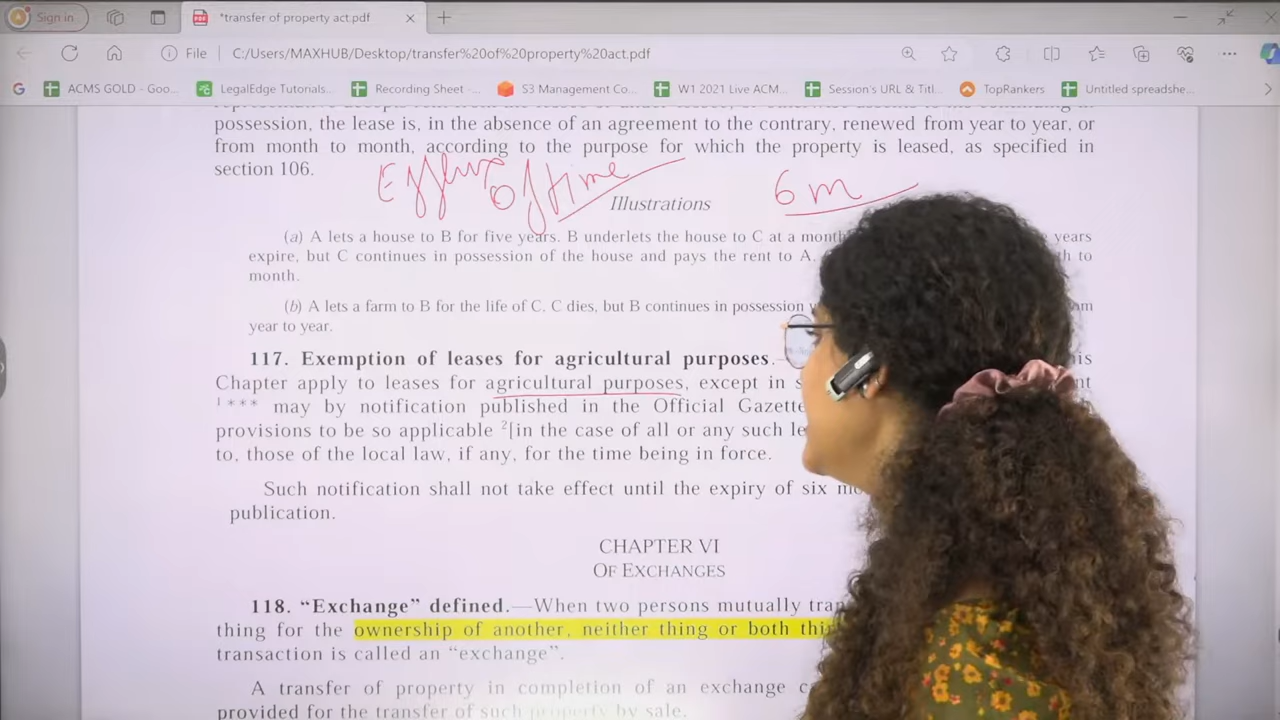 Sign in
*transfer of property act.pdf
File
C:/Users/MAXHUB/Desktop/transfer%20of%20property%20act.pdf
ACMS GOLD - Goo...
LegalEdge Tutorials...
Recording Sheet -...
S3 Management Co...
W1 2021 Live ACM...
Session's URL & Titl...
TopRankers
Untitled spreadshe...
possession, the lease is, in the absence of an agreement to the contrary, renewed from year to year, or
from month to month, according to the purpose for which the property is leased, as specified in
section 106.
Efflux Of time
6 m
Illustrations
(a) A lets a house to B for five years. B underlets the house to C at a month years
expire, but C continues in possession of the house and pays the rent to A. th to
month.
(b) A lets a farm to B for the life of C. C dies, but B continues in possession
year to year.
117. Exemption of leases for agricultural purposes.
Chapter apply to leases for agricultural purposes, except in
1*** may by notification published in the Official Gazette
provisions to be so applicable 2[in the case of all or any such
to, those of the local law, if any, for the time being in force.
Such notification shall not take effect until the expiry of six
publication.
CHAPTER VI
OF EXCHANGES
118. “Exchange” defined.—When two persons mutually
thing for the ownership of another, neither thing or both
transaction is called an “exchange”.
A transfer of property in completion of an exchange
provided for the transfer of such property by sale.